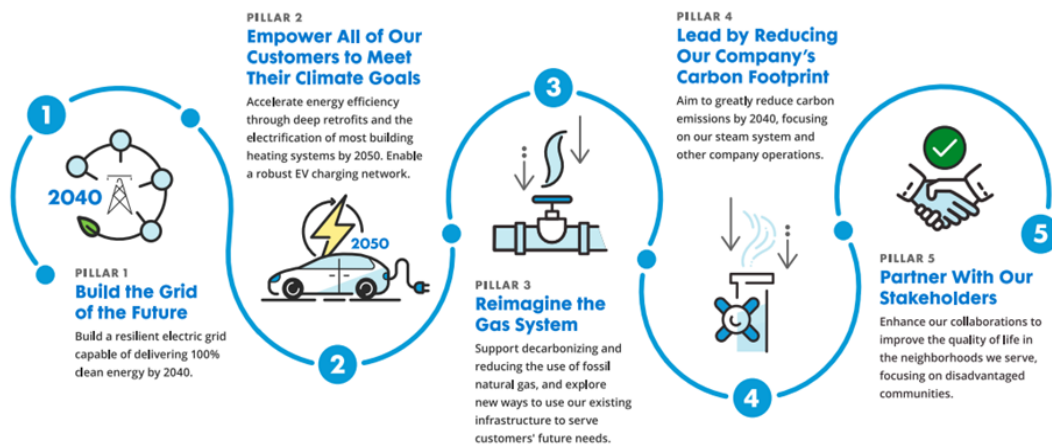 1
2040
PILLAR 1
Build the Grid
of the Future
Build a resilient electric grid
capable of delivering 100%
clean energy by 2040.
PILLAR 2
Empower All of Our
Customers to Meet
Their Climate Goals
Accelerate energy efficiency
through deep retrofits and the
electrification of most building
heating systems by 2050. Enable
a robust EV charging network.
2050
2
3
PILLAR 3
Reimagine the
Gas System
Support decarbonizing and
reducing the use of fossil
natural gas, and explore
new ways to use our existing
infrastructure to serve
customers' future needs.
PILLAR 4
Lead by Reducing
Our Company's
Carbon Footprint
Aim to greatly reduce carbon
emissions by 2040, focusing
on our steam system and
other company operations.
4
5
PILLAR 5
Partner With Our
Stakeholders
Enhance our collaborations to
improve the quality of life in
the neighborhoods we serve,
focusing on disadvantaged
communities.